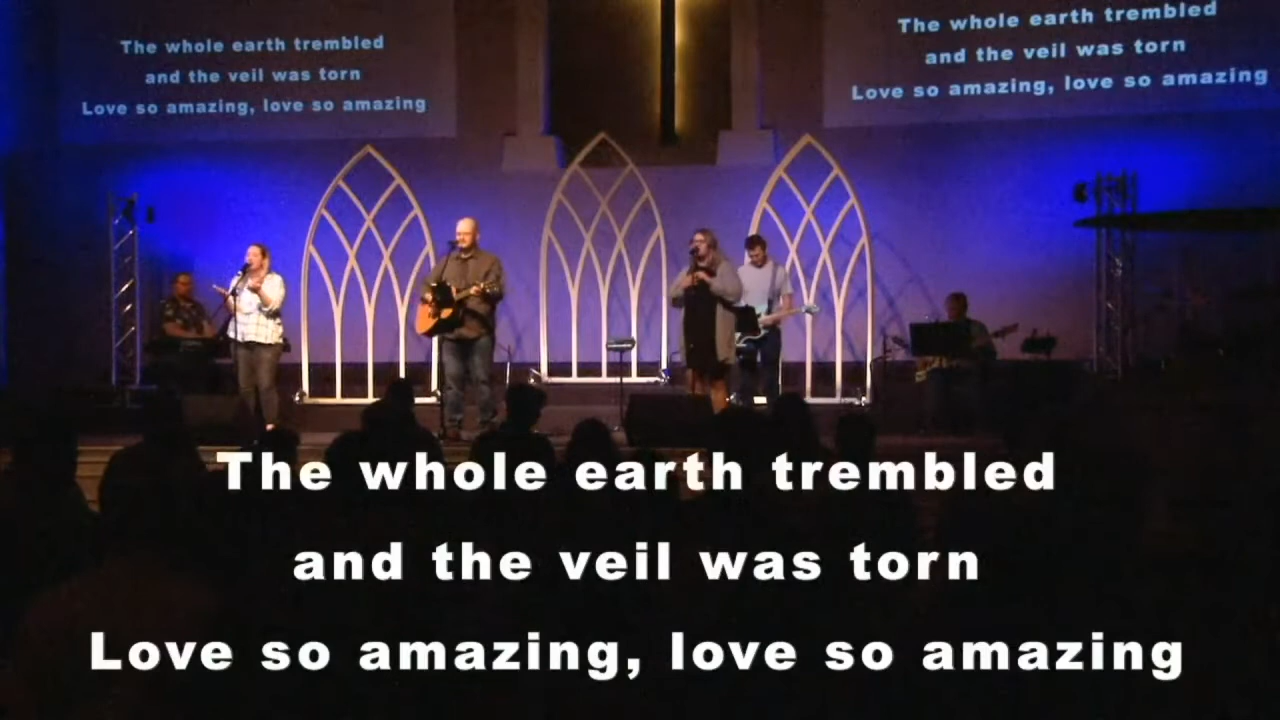 The whole earth trembled
and the veil was torn
Love so amazing, love so amazing
The whole earth trembled
and the veil was torn
Love so amazing, love so amazing
The whole earth trembled
and the veil was torn
Love so amazing, love so amazing